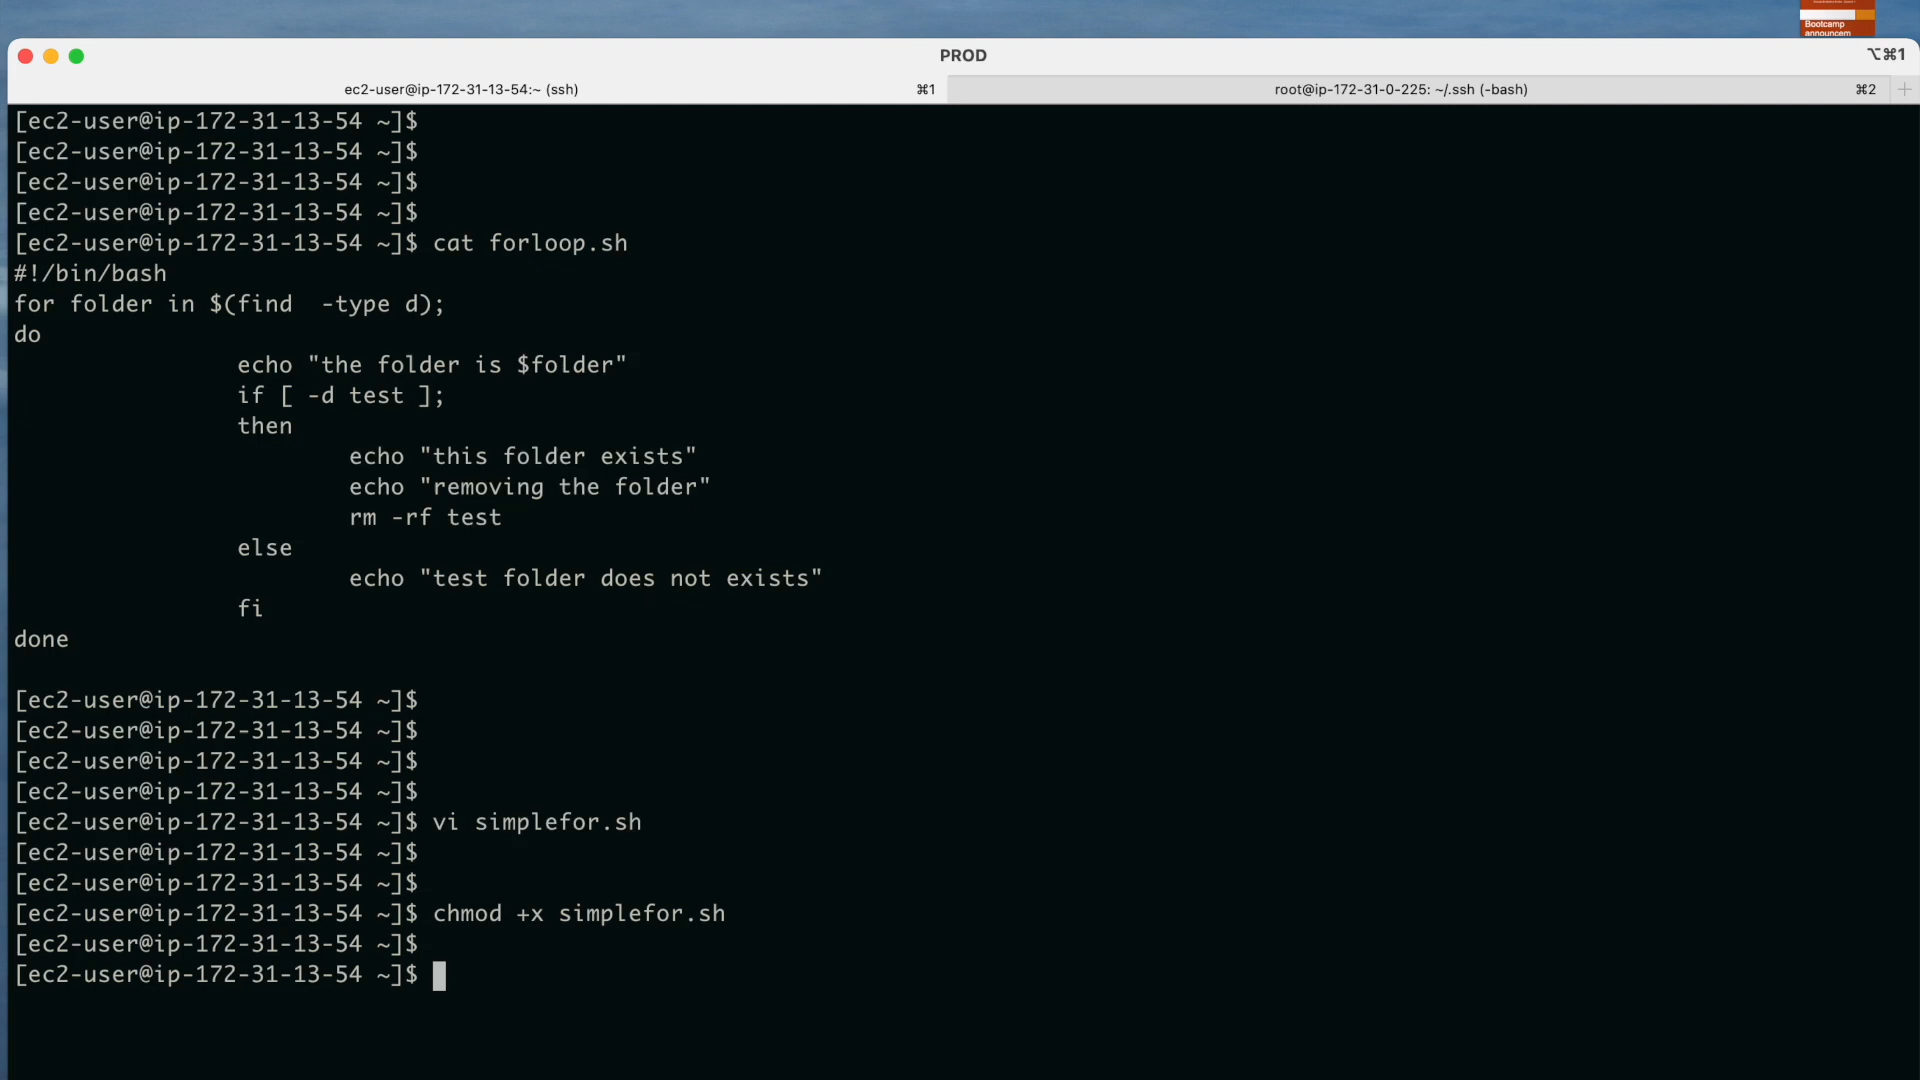 Bootcamp
announcem
PROD
⌥⌘1
ec2-user@ip-172-31-13-54:~ (ssh)
⌘1
root@ip-172-31-0-225: ~/.ssh (-bash)
⌘2
[ec2-user@ip-172-31-13-54 ~]$
[ec2-user@ip-172-31-13-54 ~]$
[ec2-user@ip-172-31-13-54 ~]$
[ec2-user@ip-172-31-13-54 ~]$
[ec2-user@ip-172-31-13-54 ~]$ cat forloop.sh
#!/bin/bash
for folder in $(find  -type d);
do
                echo "the folder is $folder"
                if [ -d test ];
                then
                        echo "this folder exists"
                        echo "removing the folder"
                        rm -rf test
                else
                        echo "test folder does not exists"
                fi
done
[ec2-user@ip-172-31-13-54 ~]$
[ec2-user@ip-172-31-13-54 ~]$
[ec2-user@ip-172-31-13-54 ~]$
[ec2-user@ip-172-31-13-54 ~]$
[ec2-user@ip-172-31-13-54 ~]$ vi simplefor.sh
[ec2-user@ip-172-31-13-54 ~]$
[ec2-user@ip-172-31-13-54 ~]$
[ec2-user@ip-172-31-13-54 ~]$ chmod +x simplefor.sh
[ec2-user@ip-172-31-13-54 ~]$
[ec2-user@ip-172-31-13-54 ~]$